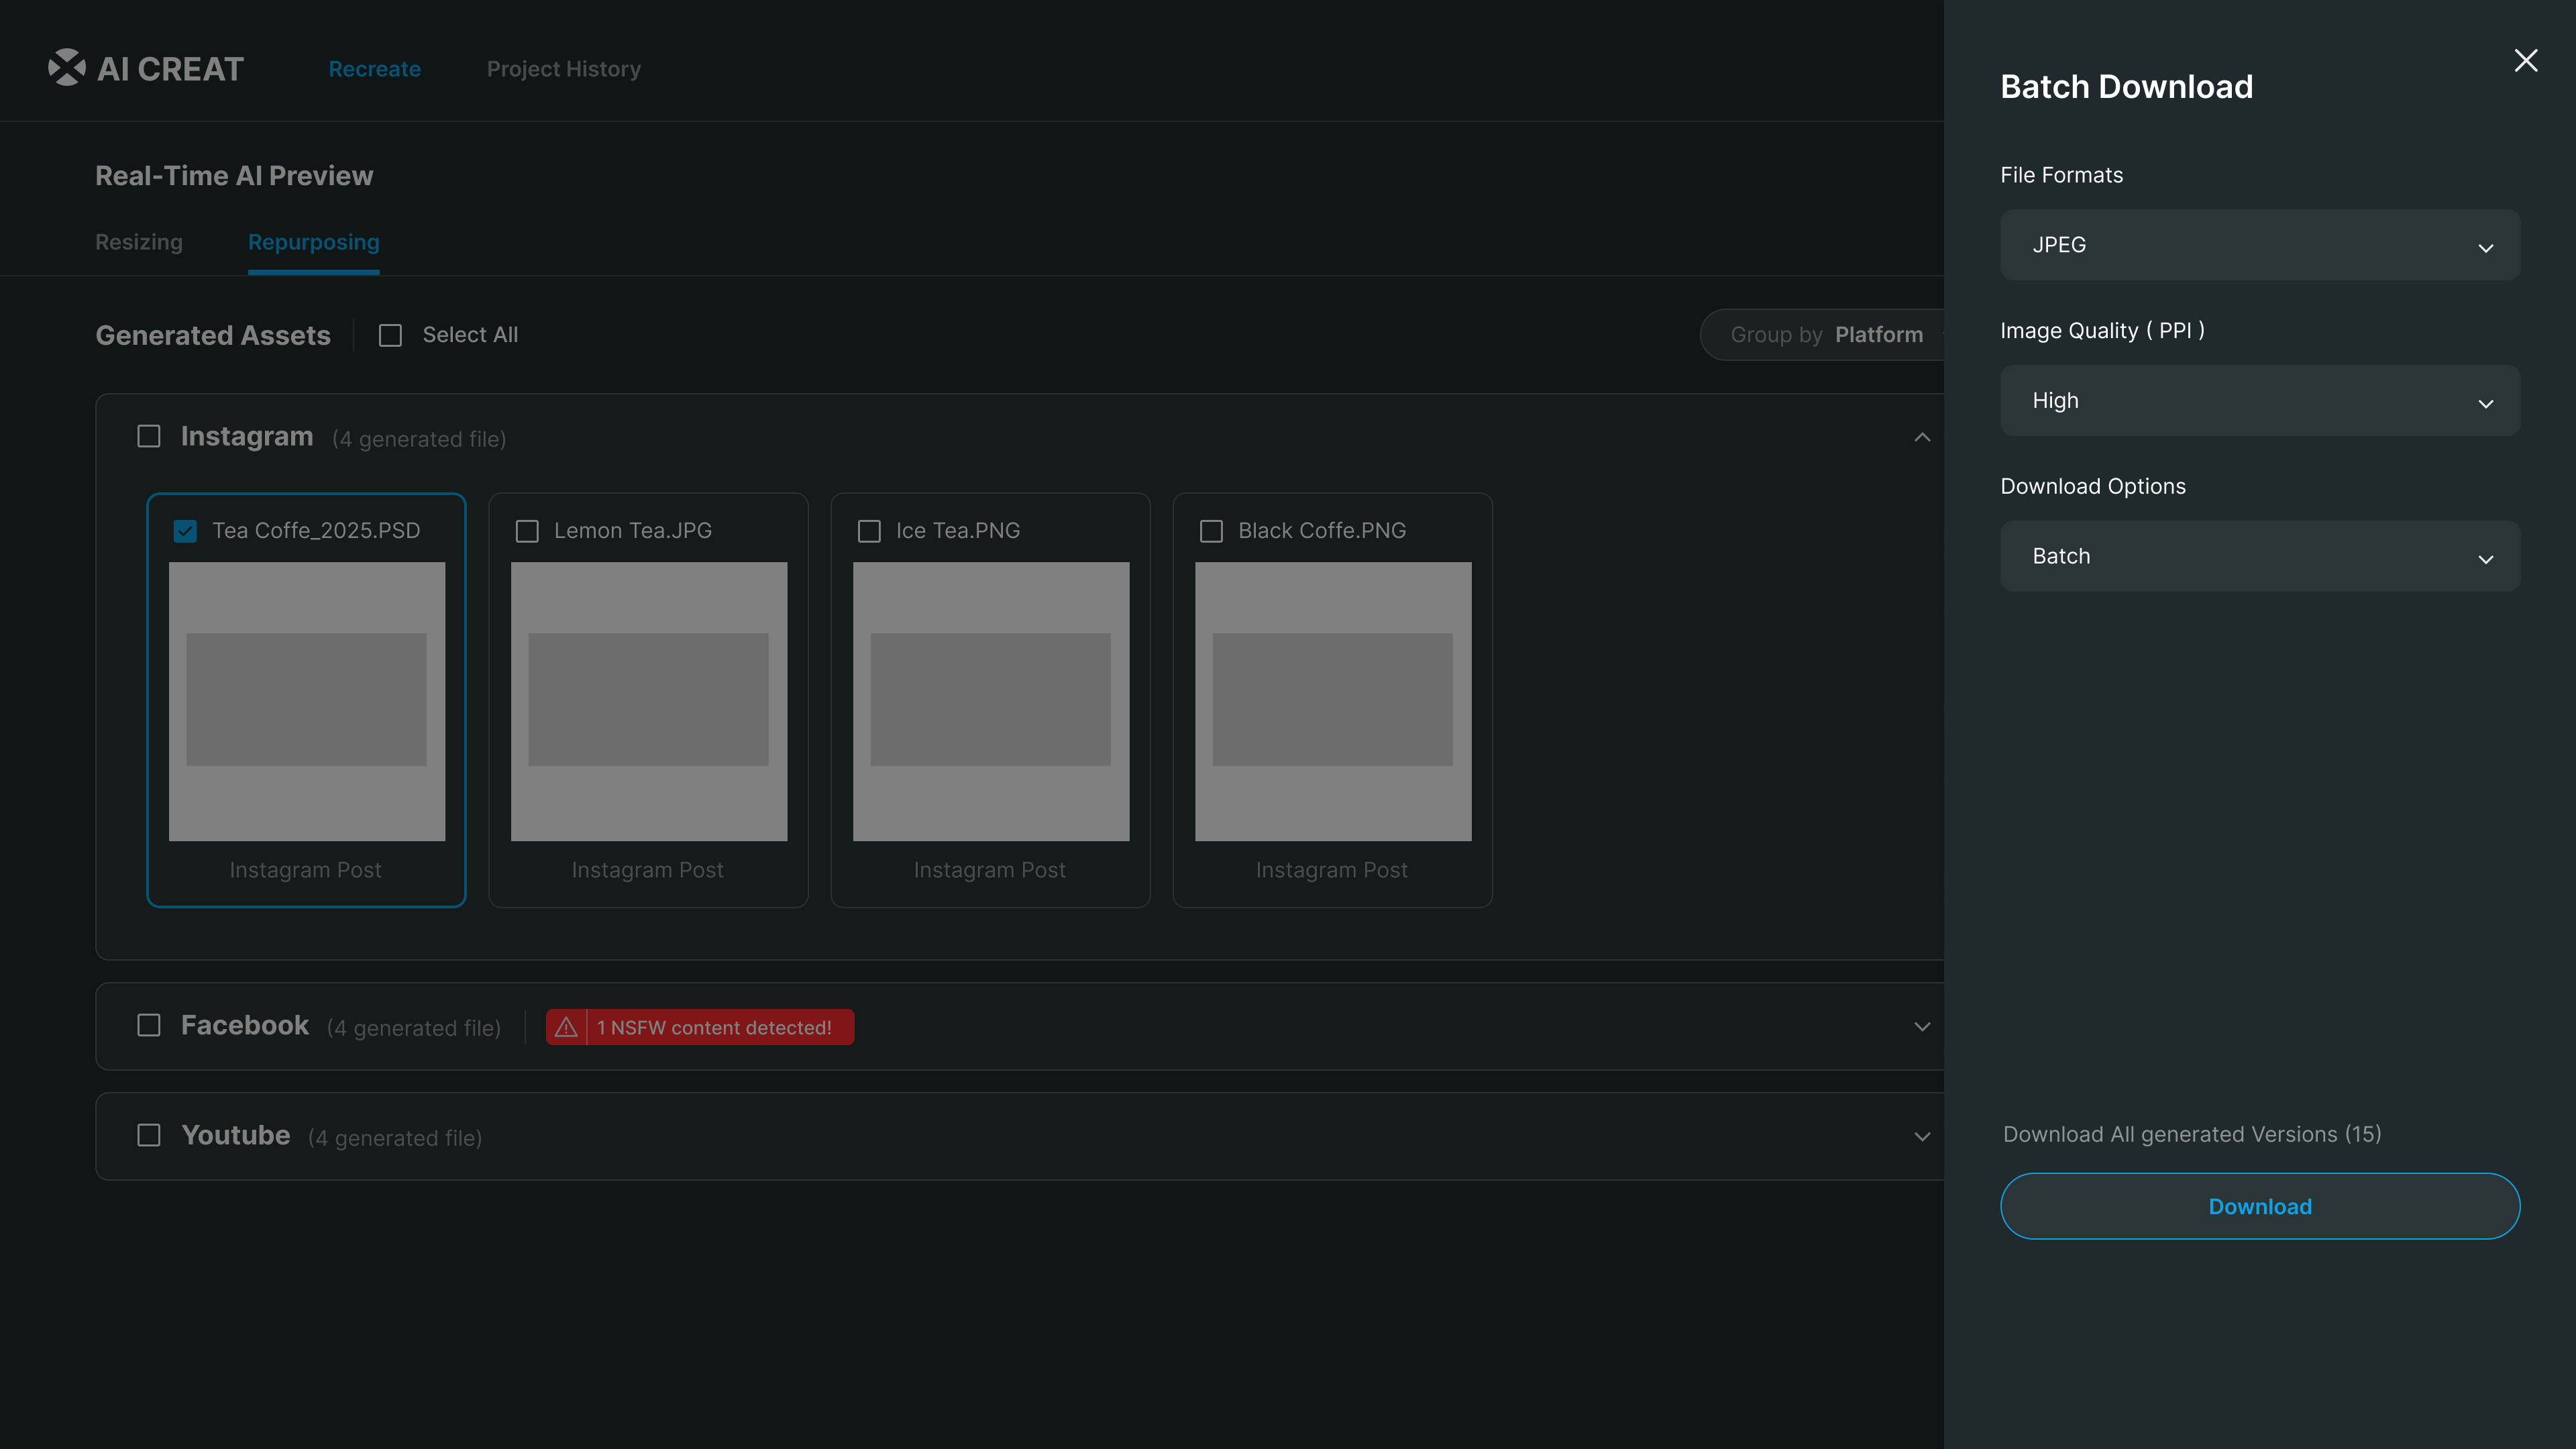 AI CREAT
Recreate
Project History
Real-Time AI Preview
Resizing
Repurposing
Generated Assets
Select All
Group by Platform
Instagram (4 generated file)
Tea Coffe_2025.PSD
Lemon Tea.JPG
Ice Tea.PNG
Black Coffe.PNG
Instagram Post
Instagram Post
Instagram Post
Instagram Post
Facebook (4 generated file)
1 NSFW content detected!
Youtube (4 generated file)
Batch Download
File Formats
JPEG
Image Quality ( PPI )
High
Download Options
Batch
Download All generated Versions (15)
Download